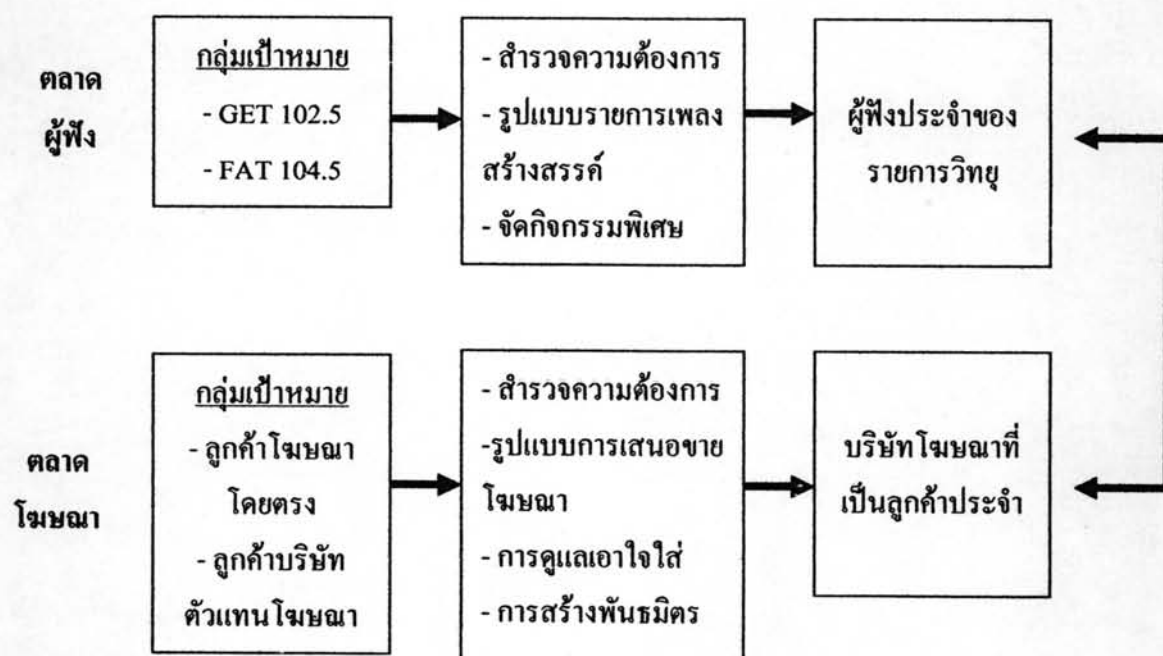 ตลาด
ผู้ฟัง
กลุ่มเป้าหมาย
- GET 102.5
- FAT 104.5
- สำรวจความต้องการ
- รูปแบบรายการเพลง
สร้างสรรค์
- จัดกิจกรรมพิเศษ
ผู้ฟังประจำของ
รายการวิทยุ
ตลาด
โฆษณา
กลุ่มเป้าหมาย
- ลูกค้าโฆษณา
โดยตรง
- ลูกค้าบริษัท
ตัวแทนโฆษณา
- สำรวจความต้องการ
-รูปแบบการเสนอขาย
โฆษณา
- การดูแลเอาใจใส่
- การสร้างพันธมิตร
บริษัทโฆษณาที่
เป็นลูกค้าประจำ